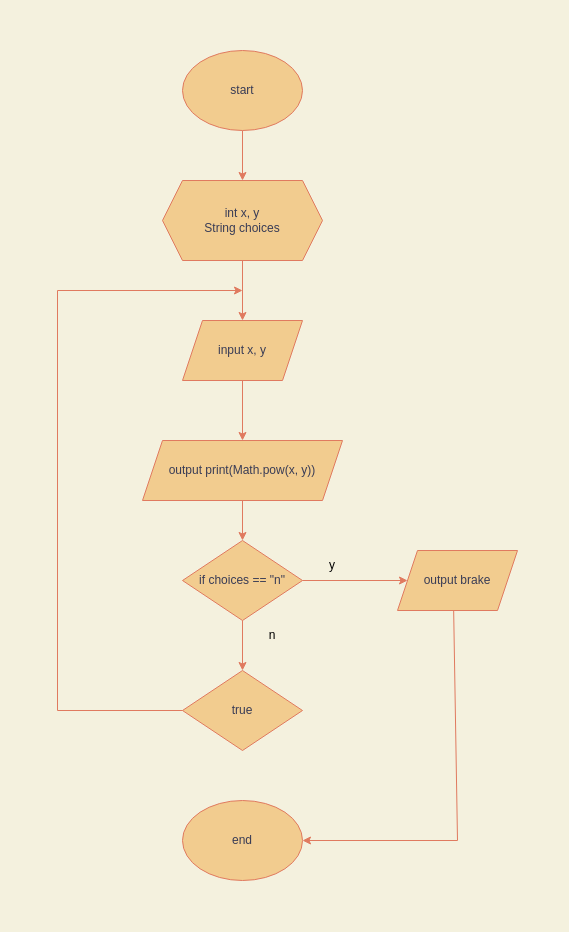 start
int x, y
String choices
input x, y
output print(Math.pow(x, y))
if choices == "n"
y
output brake
n
true
end